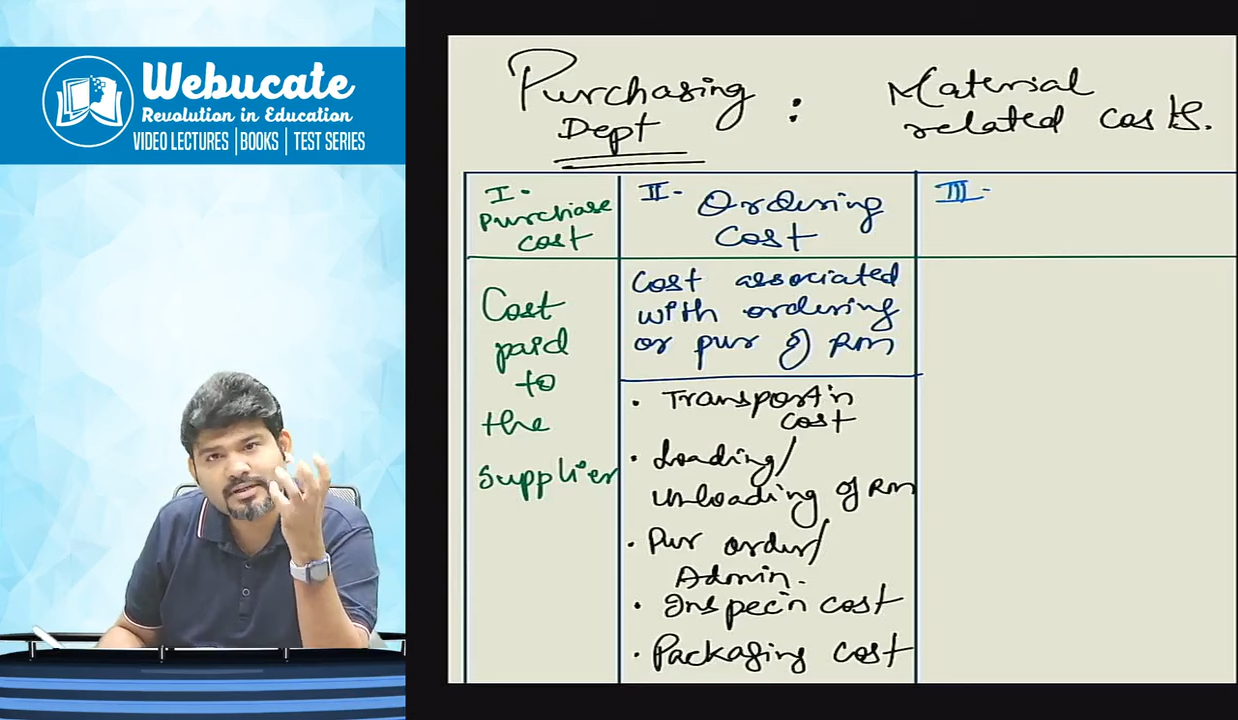 Webucate
Revolution in Education
VIDEO LECTURES | BOOKS | TEST SERIES
Purchasing : Material
Dept related costs.
I.
Purchase
cost
II. Ordering
Cost
III.
Cost
paid
to
the
Supplier
Cost associated
with ordering
or pur of RM
• Transport'n
cost
• Loading/
Unloading of RM
• Pur order/
Admin.
• Inspec'n cost
• Packaging cost